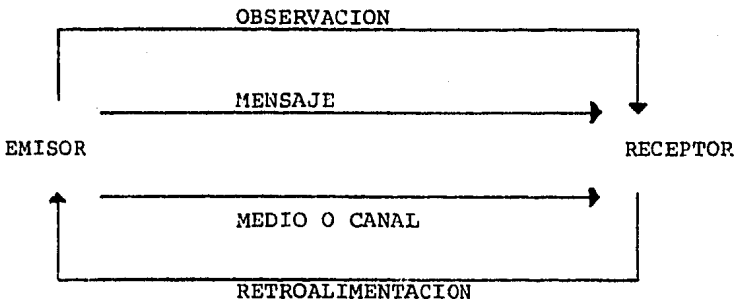 OBSERVACION
MENSAJE
EMISOR
RECEPTOR
MEDIO O CANAL
RETROALIMENTACION